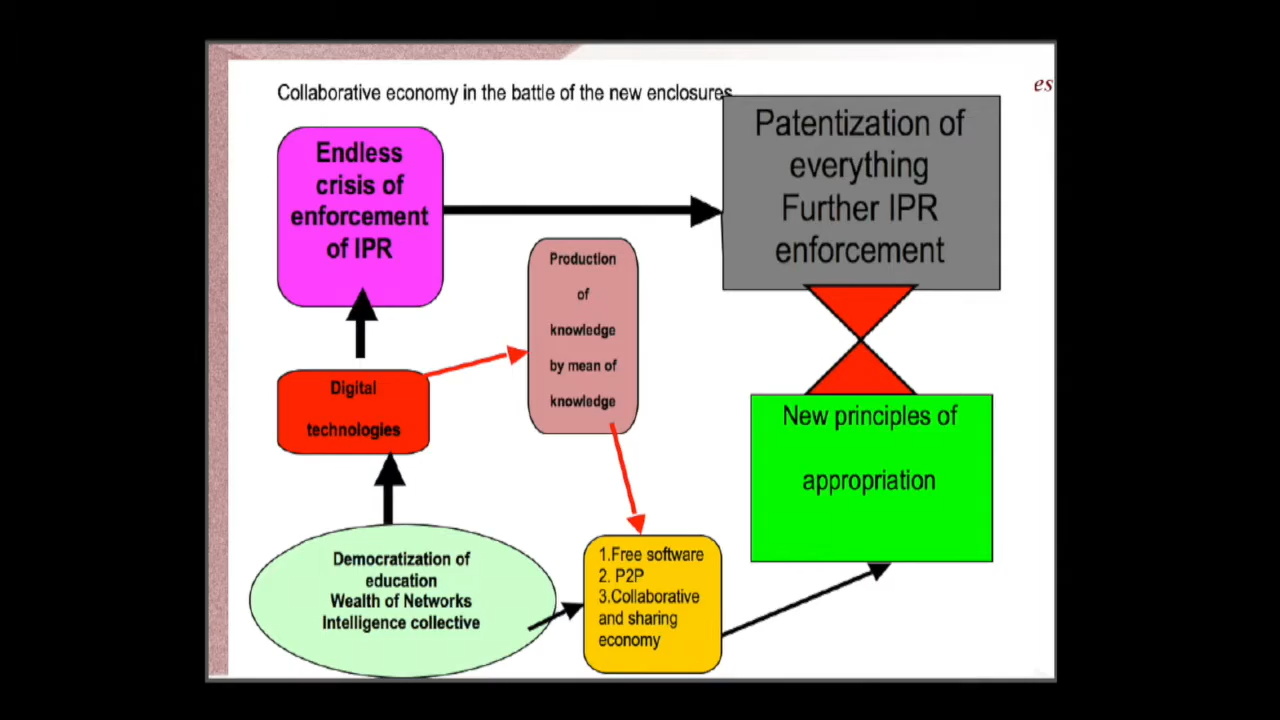 Collaborative economy in the battle of the new enclosures
es
Endless
crisis of
enforcement
of IPR
Patentization of
everything
Further IPR
enforcement
Production
of
knowledge
by mean of
knowledge
Digital
technologies
New principles of
appropriation
Democratization of
education
Wealth of Networks
Intelligence collective
1.Free software
2. P2P
3.Collaborative
and sharing
economy